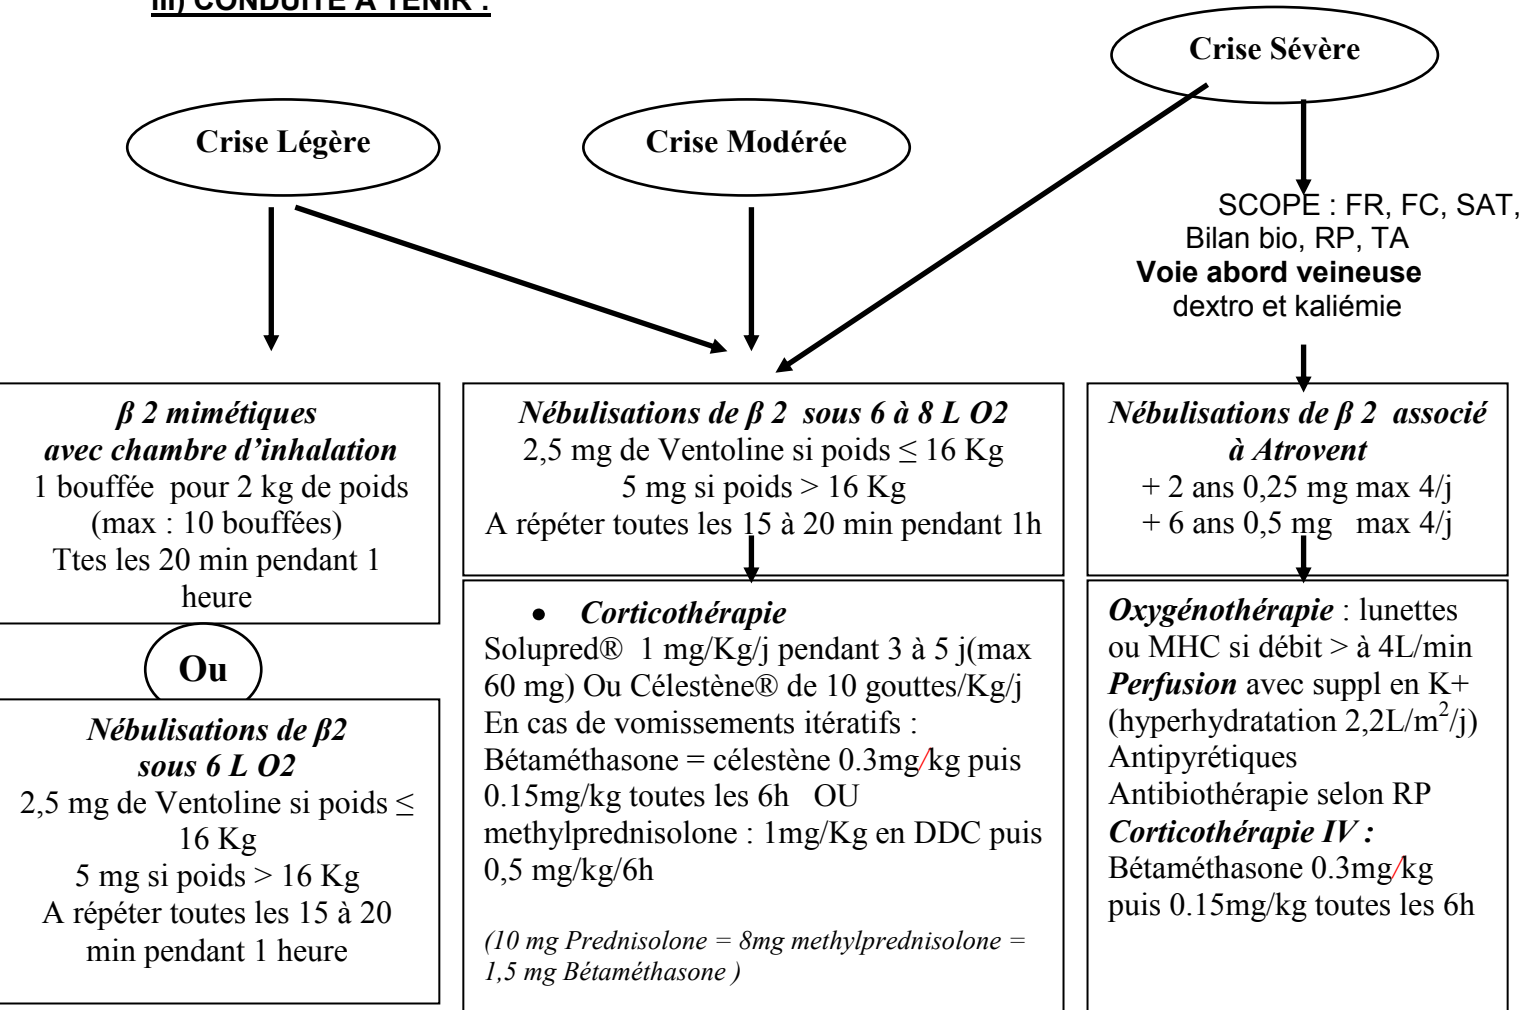 III) CONDUITE A TENIR :
Crise Sévère
Crise Légère
Crise Modérée
SCOPE : FR, FC, SAT,
Bilan bio, RP, TA
Voie abord veineuse
dextro et kaliémie
β 2 mimétiques
avec chambre d’inhalation
1 bouffée pour 2 kg de poids
(max : 10 bouffées)
Ttes les 20 min pendant 1
heure
Ou
Nébulisations de β2
sous 6 L O2
2,5 mg de Ventoline si poids ≤
16 Kg
5 mg si poids > 16 Kg
A répéter toutes les 15 à 20
min pendant 1 heure
Nébulisations de β 2 sous 6 à 8 L O2
2,5 mg de Ventoline si poids ≤ 16 Kg
5 mg si poids > 16 Kg
A répéter toutes les 15 à 20 min pendant 1h
• Corticothérapie
Solupred® 1 mg/Kg/j pendant 3 à 5 j(max
60 mg) Ou Célestène® de 10 gouttes/Kg/j
En cas de vomissements itératifs :
Bétaméthasone = célestène 0.3mg/kg puis
0.15mg/kg toutes les 6h OU
methylprednisolone : 1mg/Kg en DDC puis
0,5 mg/kg/6h
(10 mg Prednisolone = 8mg methylprednisolone =
1,5 mg Bétaméthasone )
Nébulisations de β 2 associé
à Atrovent
+ 2 ans 0,25 mg max 4/j
+ 6 ans 0,5 mg max 4/j
Oxygénothérapie : lunettes
ou MHC si débit > à 4L/min
Perfusion avec suppl en K+
(hyperhydratation 2,2L/m²/j)
Antipyrétiques
Antibiothérapie selon RP
Corticothérapie IV :
Bétaméthasone 0.3mg/kg
puis 0.15mg/kg toutes les 6h